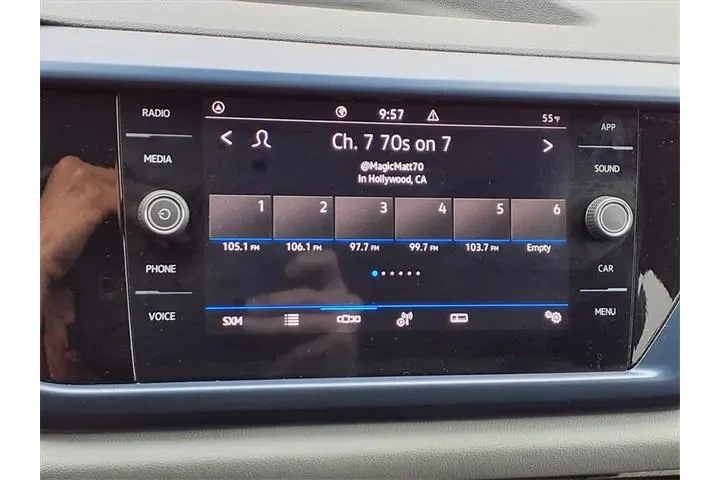 RADIO
MEDIA
PHONE
VOICE
9:57
55°F
Ch. 7 70s on 7
@MagicMatt70
In Hollywood, CA
1 2 3 4 5 6
105.1 FM 106.1 FM 97.7 FM 99.7 FM 103.7 FM Empty
SXM
APP
SOUND
CAR
MENU